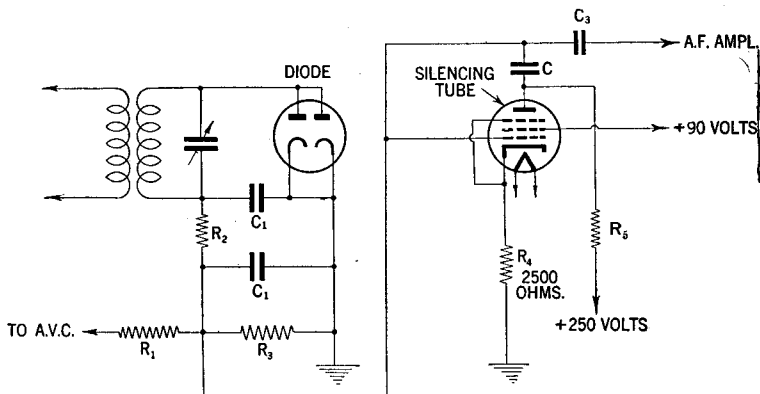 DIODE
C₁
R₂
C₁
TO A.V.C.
R₁
R₃
C₃
A.F. AMPL.
SILENCING
TUBE
C
+90 VOLTS
R₄
2500
OHMS.
R₅
+250 VOLTS